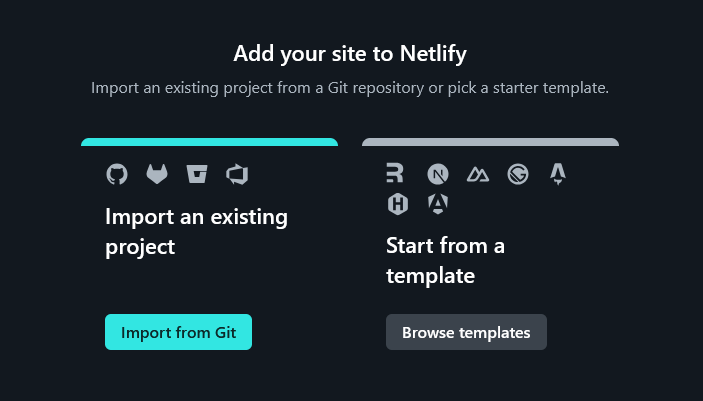 Add your site to Netlify
Import an existing project from a Git repository or pick a starter template.
Import an existing
project
Import from Git
Start from a
template
Browse templates